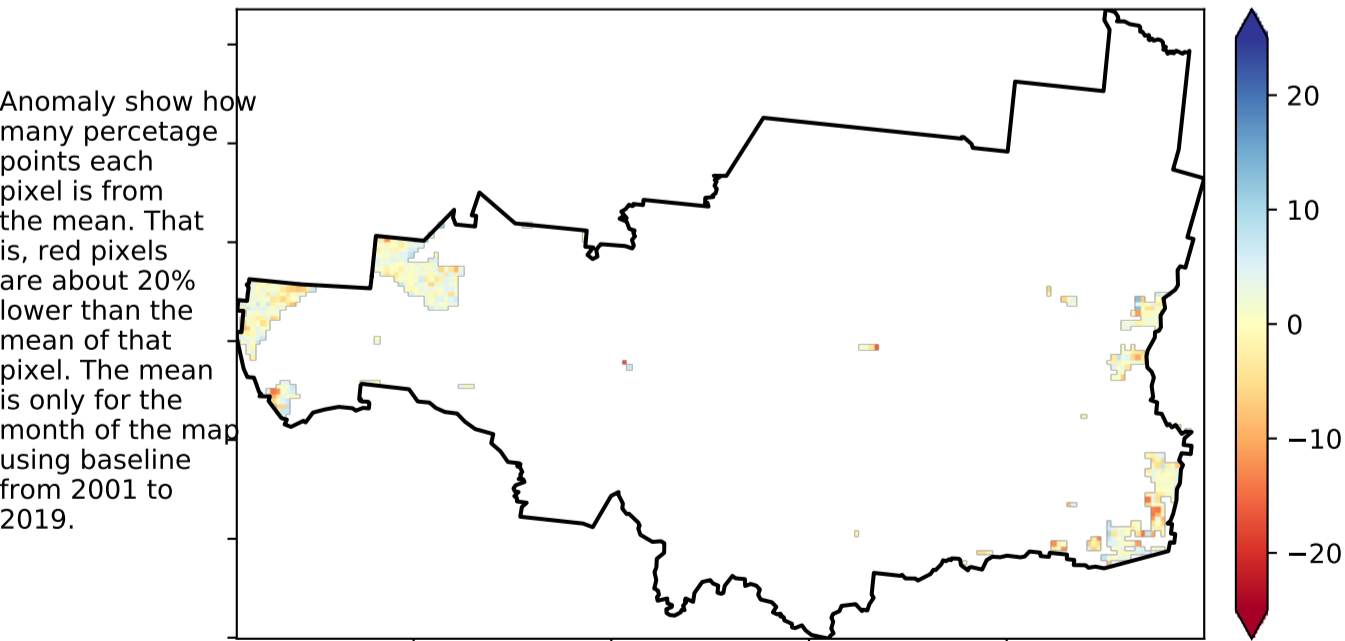 Anomaly show how
many percetage
points each
pixel is from
the mean. That
is, red pixels
are about 20%
lower than the
mean of that
pixel. The mean
is only for the
month of the map
using baseline
from 2001 to
2019.
20
10
0
−10
−20